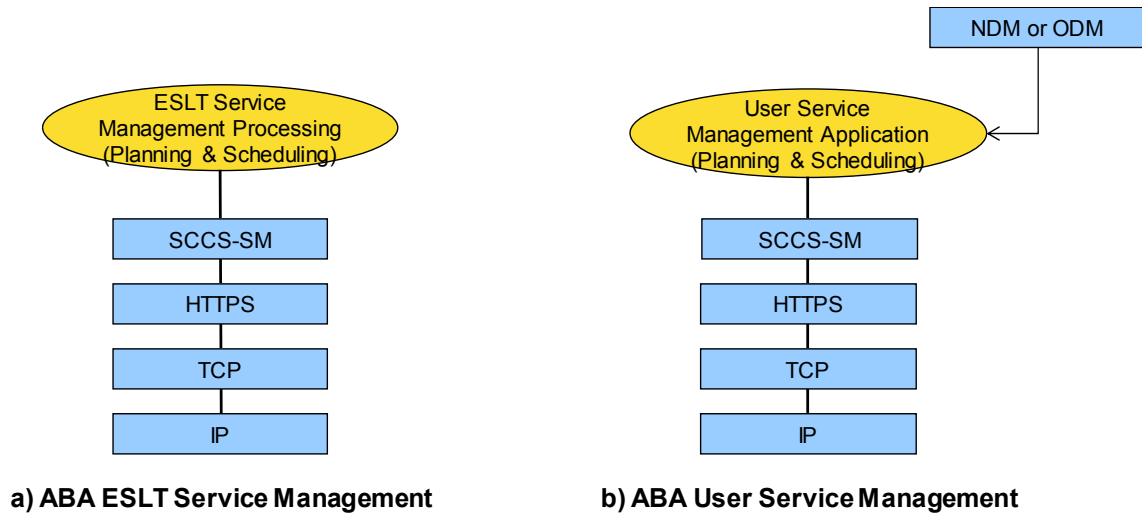 NDM or ODM
ESLT Service
Management Processing
(Planning & Scheduling)
SCCS-SM
HTTPS
TCP
IP
a) ABA ESLT Service Management
User Service
Management Application
(Planning & Scheduling)
SCCS-SM
HTTPS
TCP
IP
b) ABA User Service Management